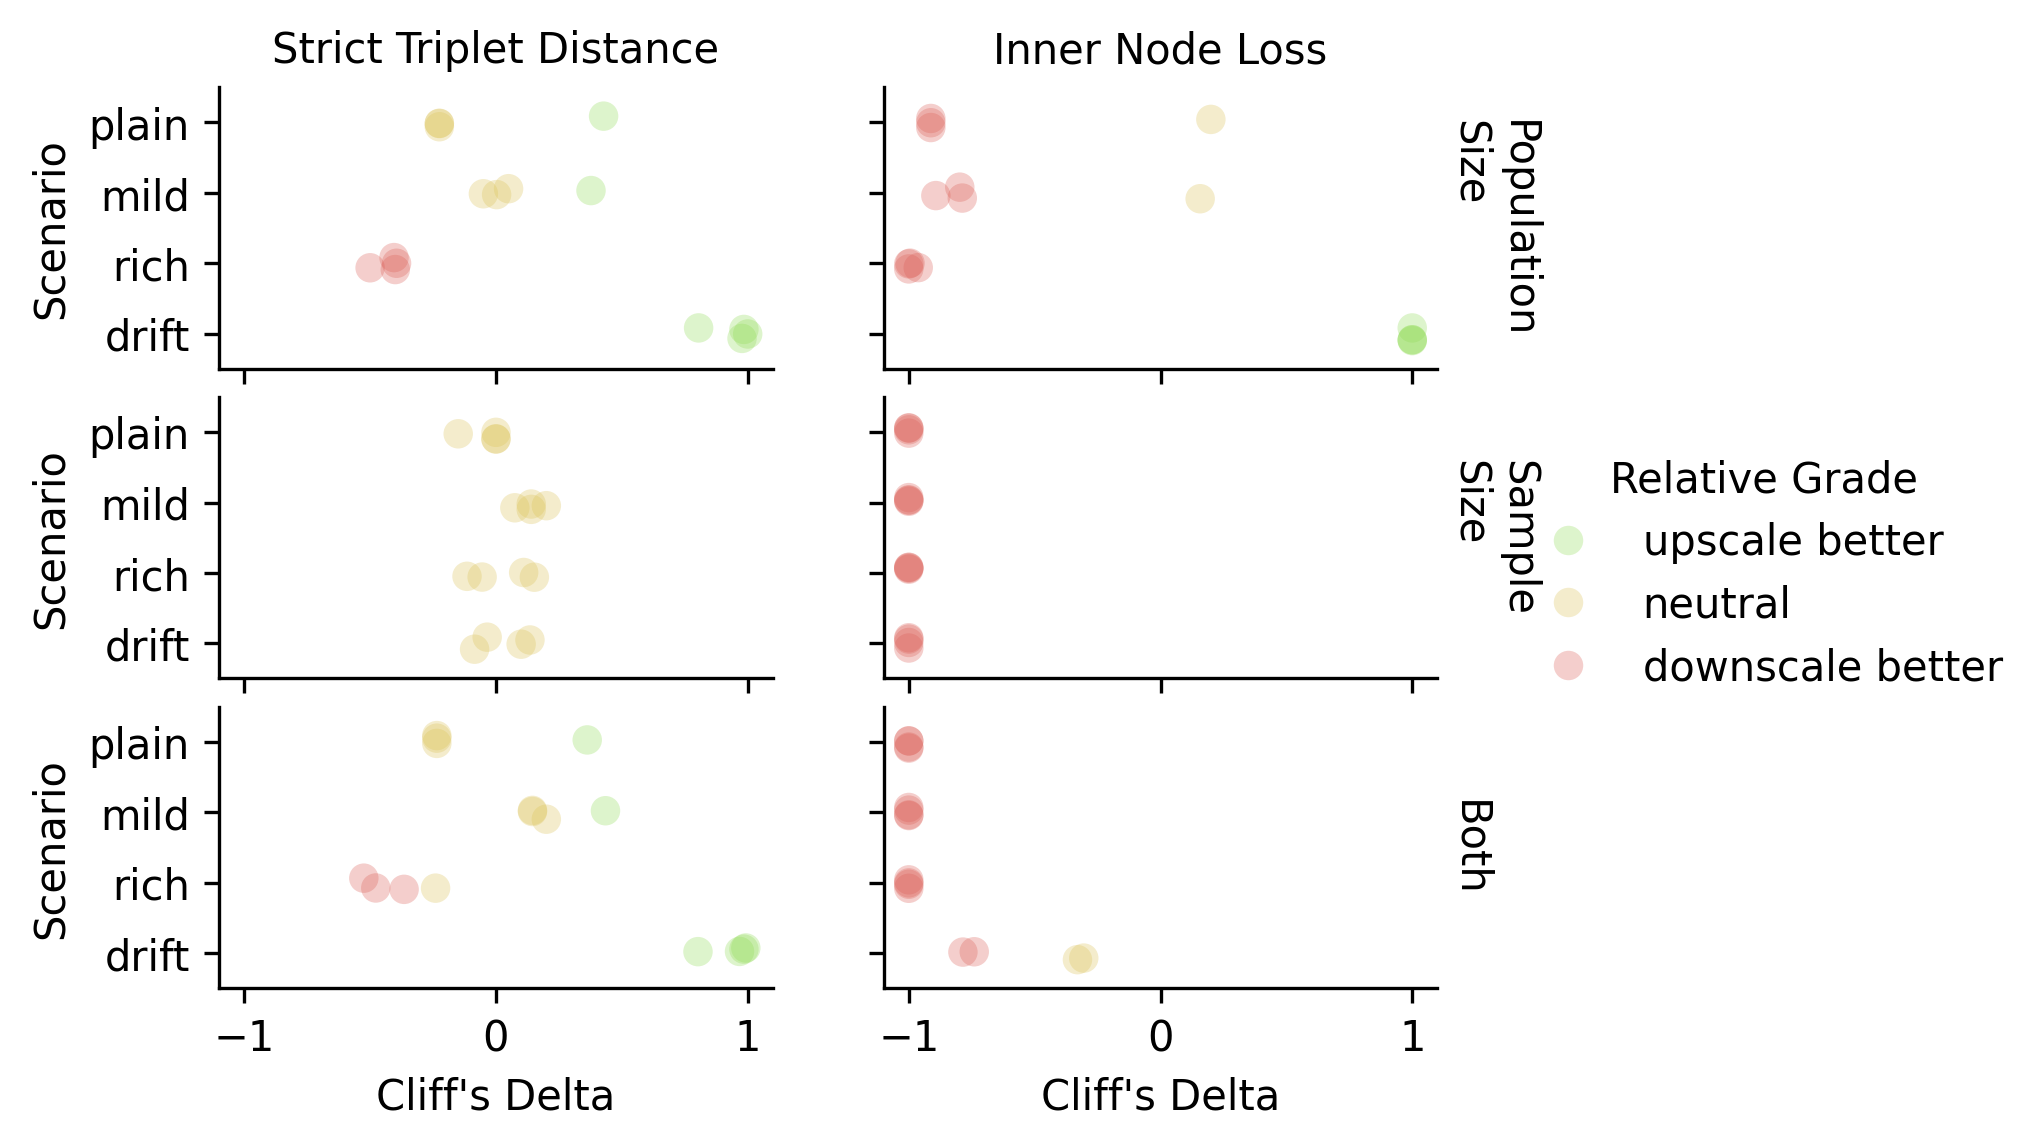 Strict Triplet Distance
Inner Node Loss
Scenario
plain
mild
rich
drift
Population
Size
Scenario
plain
mild
rich
drift
Sample
Size
Scenario
plain
mild
rich
drift
Both
−1
0
1
−1
0
1
Cliff's Delta
Cliff's Delta
Relative Grade
upscale better
neutral
downscale better